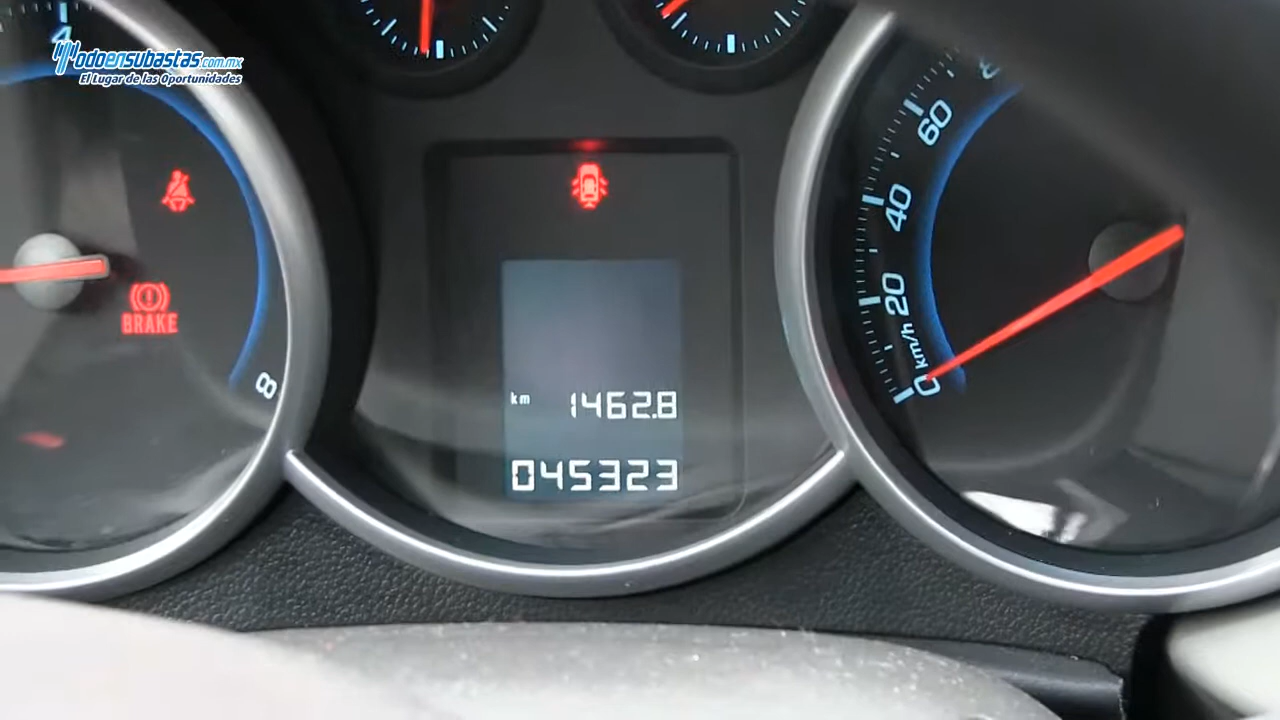 4
Todoensubastas.com.mx
El Lugar de las Oportunidades
BRAKE
8
km 1462.8
045323
60
40
20
km/h
0